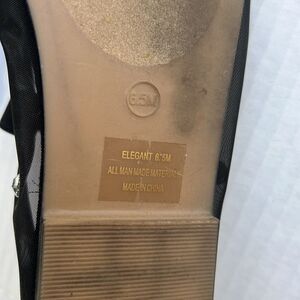 6.5M
ELEGANT 6.5M
ALL MAN MADE MATERIAL
MADE IN CHINA